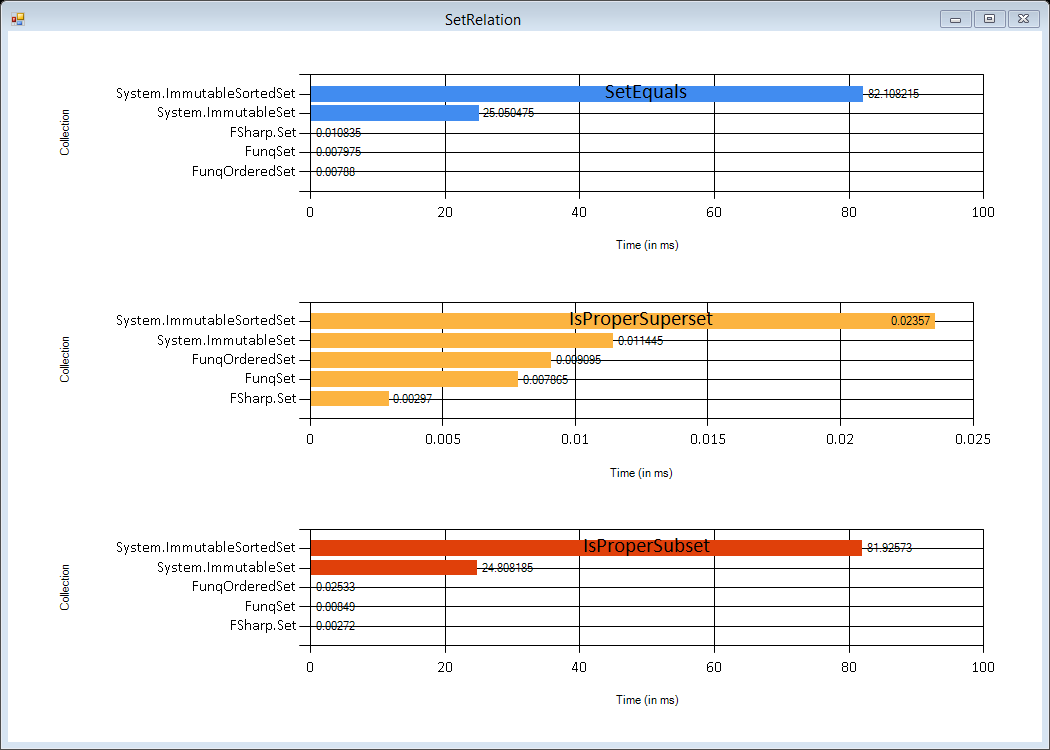 SetRelation
SetEquals
Collection
System.ImmutableSortedSet 82.108215
System.ImmutableSet 25.050475
FSharp.Set 0.010835
FunqSet 0.007975
FunqOrderedSet 0.00788
0 20 40 60 80 100
Time (in ms)
IsProperSuperset
Collection
System.ImmutableSortedSet 0.02357
System.ImmutableSet 0.011445
FunqOrderedSet 0.009095
FunqSet 0.007865
FSharp.Set 0.00297
0 0.005 0.01 0.015 0.02 0.025
Time (in ms)
IsProperSubset
Collection
System.ImmutableSortedSet 81.92573
System.ImmutableSet 24.808185
FunqOrderedSet 0.02533
FunqSet 0.00849
FSharp.Set 0.00272
0 20 40 60 80 100
Time (in ms)